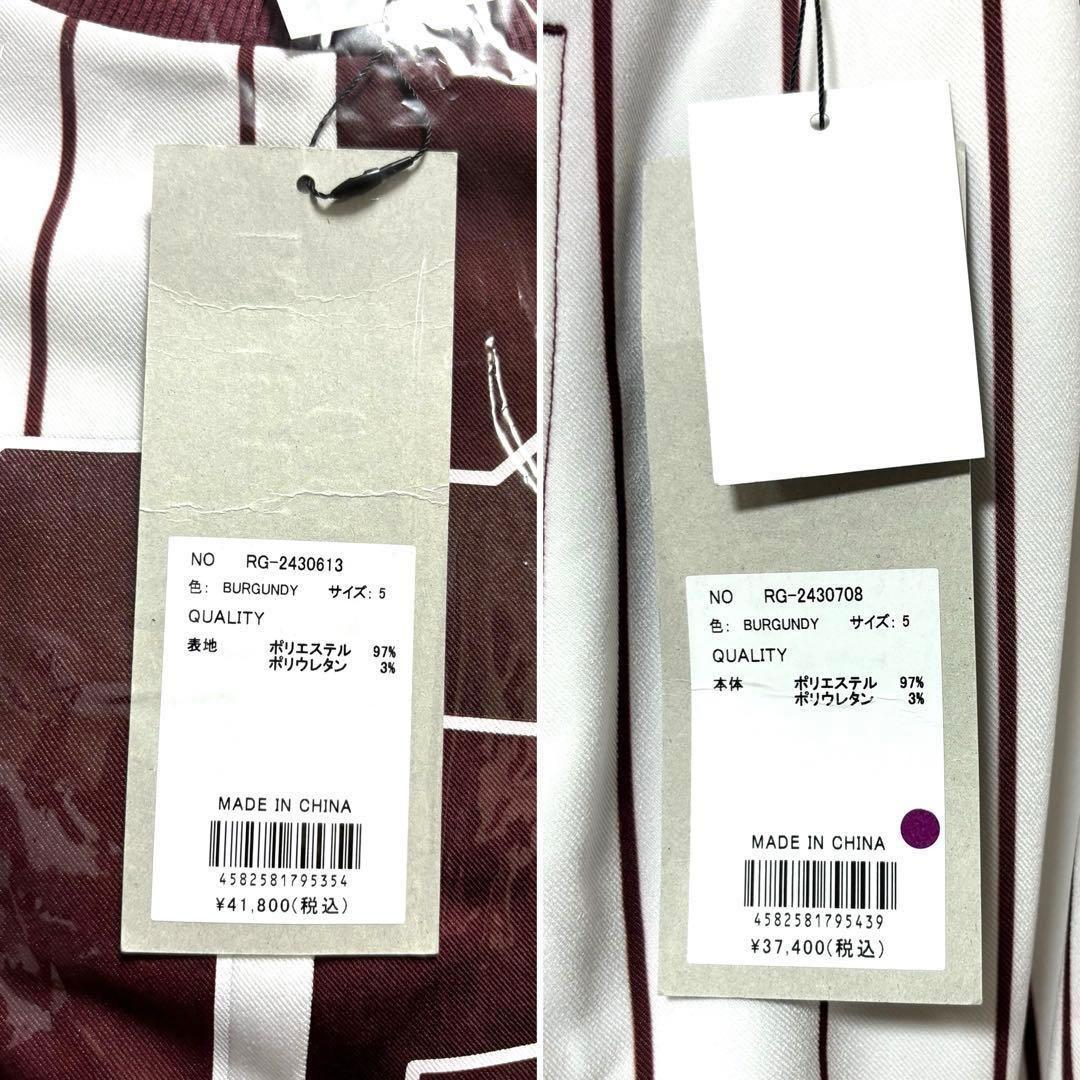 NO RG-2430613
色: BURGUNDY サイズ: 5
QUALITY
表地 ポリエステル 97%
ポリウレタン 3%
MADE IN CHINA
4582581795354
¥41,800(税込)
NO RG-2430708
色: BURGUNDY サイズ: 5
QUALITY
本体 ポリエステル 97%
ポリウレタン 3%
MADE IN CHINA
4582581795439
¥37,400(税込)